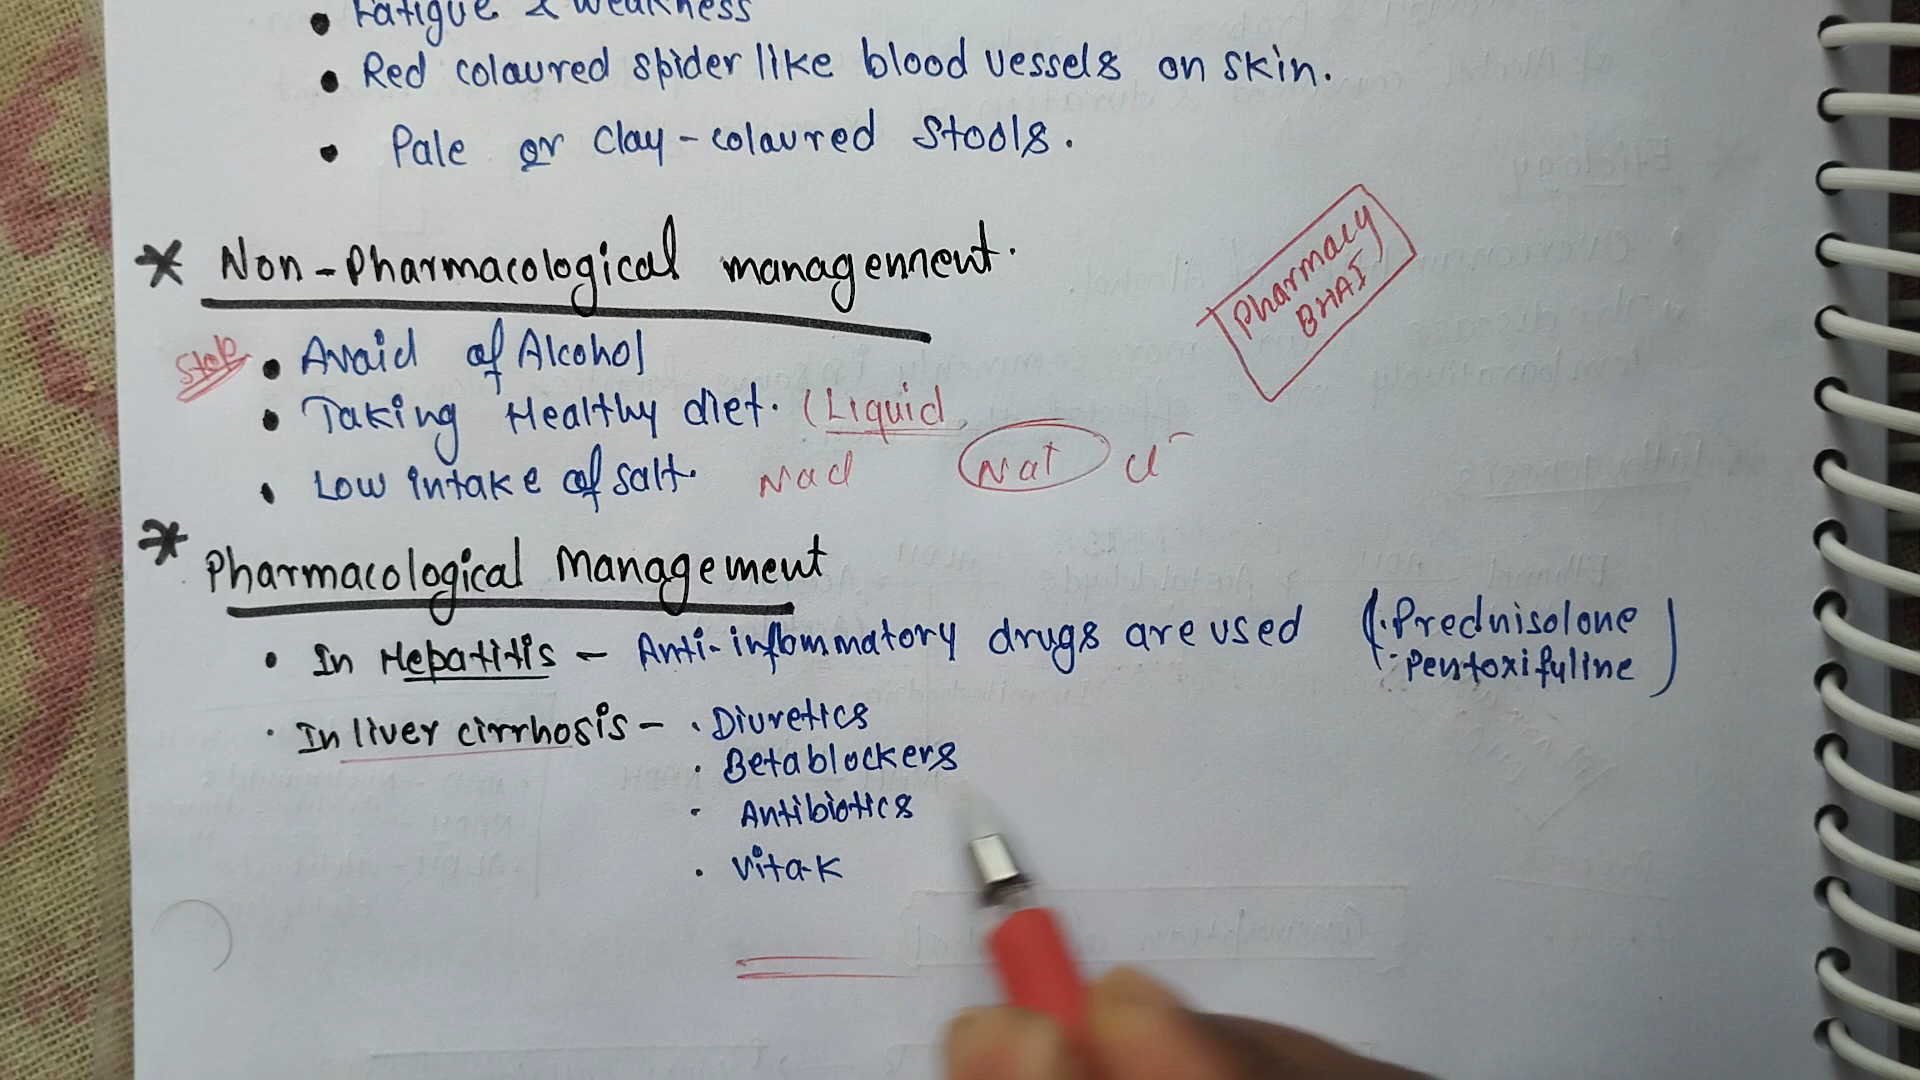 Fatigue & Weakness
Red coloured spider like blood vessels on skin.
Pale or Clay-coloured Stools.
Non-Pharmacological management.
Pharmacy
BHAI
Stop
Avoid of Alcohol
Taking Healthy diet. (Liquid
Low intake of salt. Nacl Na+ Cl-
Pharmacological Management
In Hepatitis - Anti-inflammatory drugs are used (. Prednisolone
. Pentoxifyline)
In liver cirrhosis - . Diuretics
. Betablockers
- Antibiotics
. Vita-K